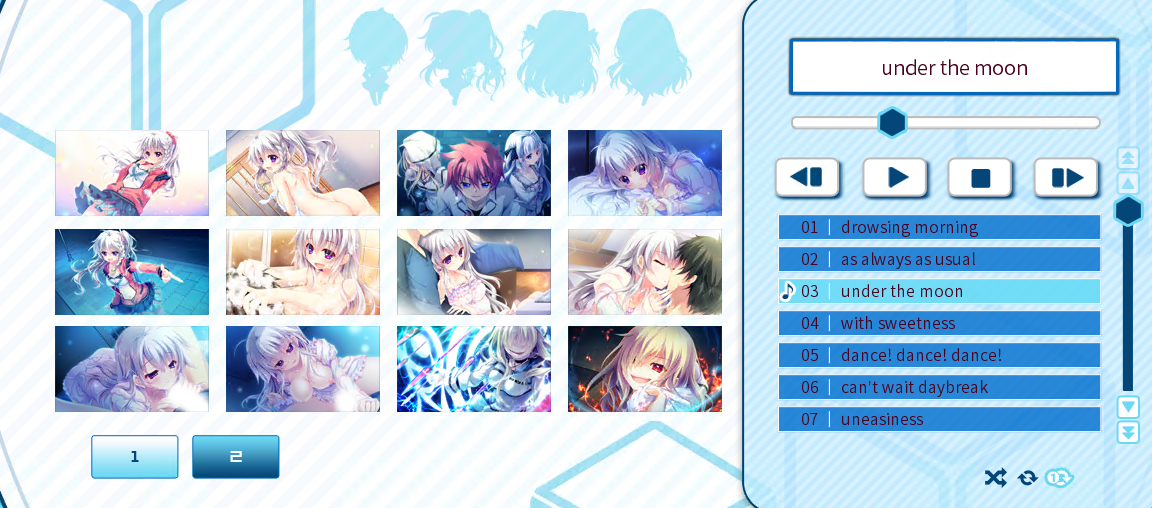 under the moon
01 drowsing morning
02 as always as usual
03 under the moon
04 with sweetness
05 dance! dance! dance!
06 can't wait daybreak
07 uneasiness
1
2
1